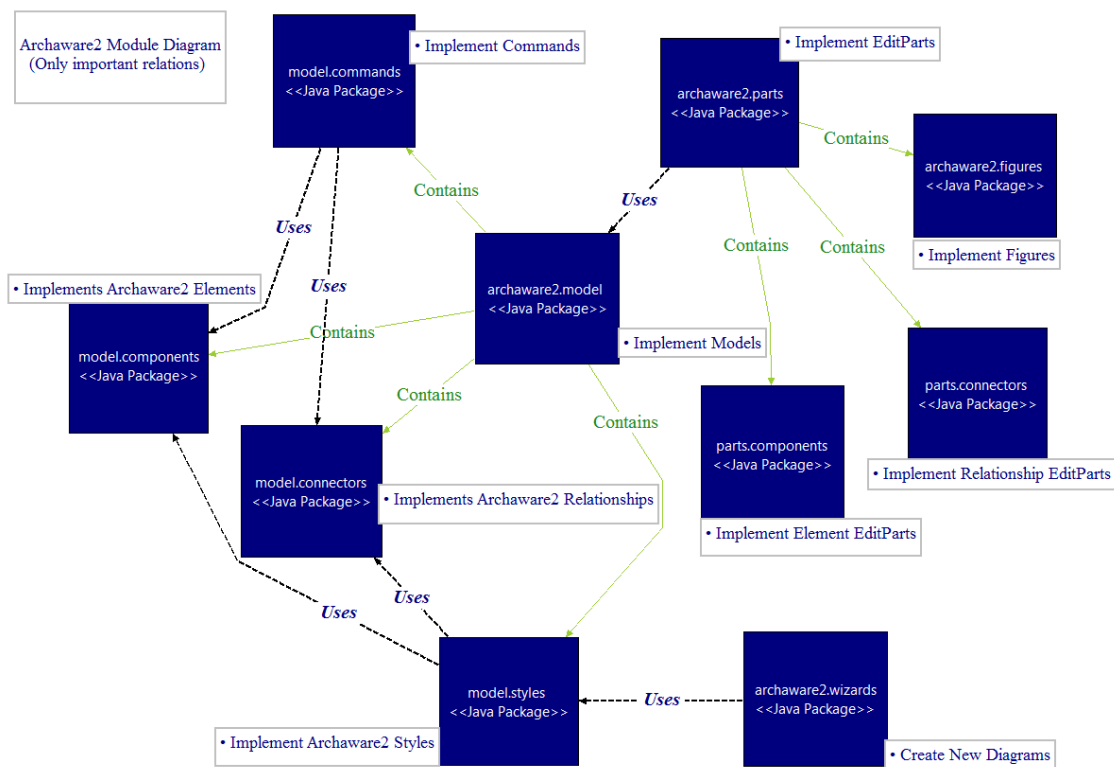 Archaware2 Module Diagram
(Only important relations)
model.commands
<<Java Package>>
• Implement Commands
archaware2.parts
<<Java Package>>
• Implement EditParts
archaware2.figures
<<Java Package>>
• Implement Figures
Contains
Contains
Uses
Uses
Contains
Contains
Uses
archaware2.model
<<Java Package>>
• Implement Models
• Implements Archaware2 Elements
model.components
<<Java Package>>
Contains
Contains
Contains
parts.connectors
<<Java Package>>
• Implement Relationship EditParts
parts.components
<<Java Package>>
• Implement Element EditParts
model.connectors
<<Java Package>>
• Implements Archaware2 Relationships
Uses
Uses
model.styles
<<Java Package>>
• Implement Archaware2 Styles
Uses
archaware2.wizards
<<Java Package>>
• Create New Diagrams